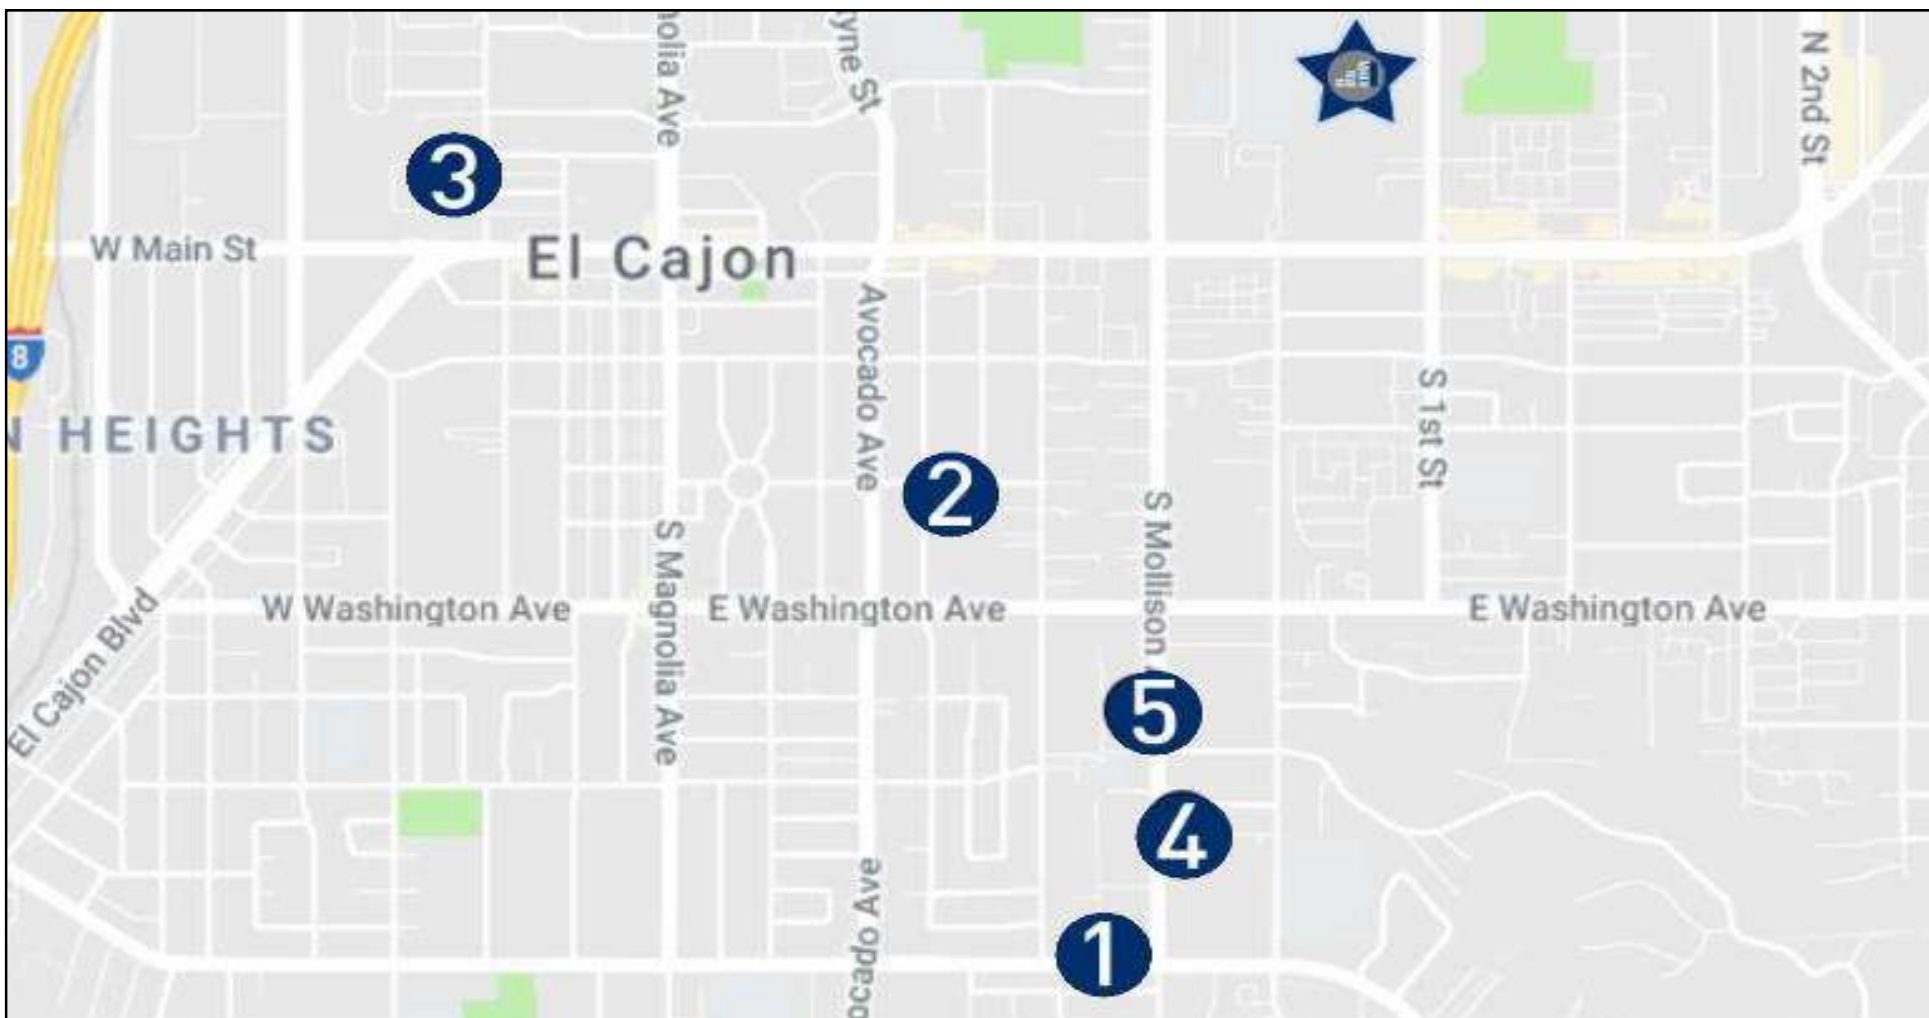 nolia Ave
yne St
N 2nd St
3
W Main St
El Cajon
8
Avocado Ave
S 1st St
N HEIGHTS
2
S Mollison
S Magnolia Ave
W Washington Ave
E Washington Ave
E Washington Ave
El Cajon Blvd
5
4
ocado Ave
1